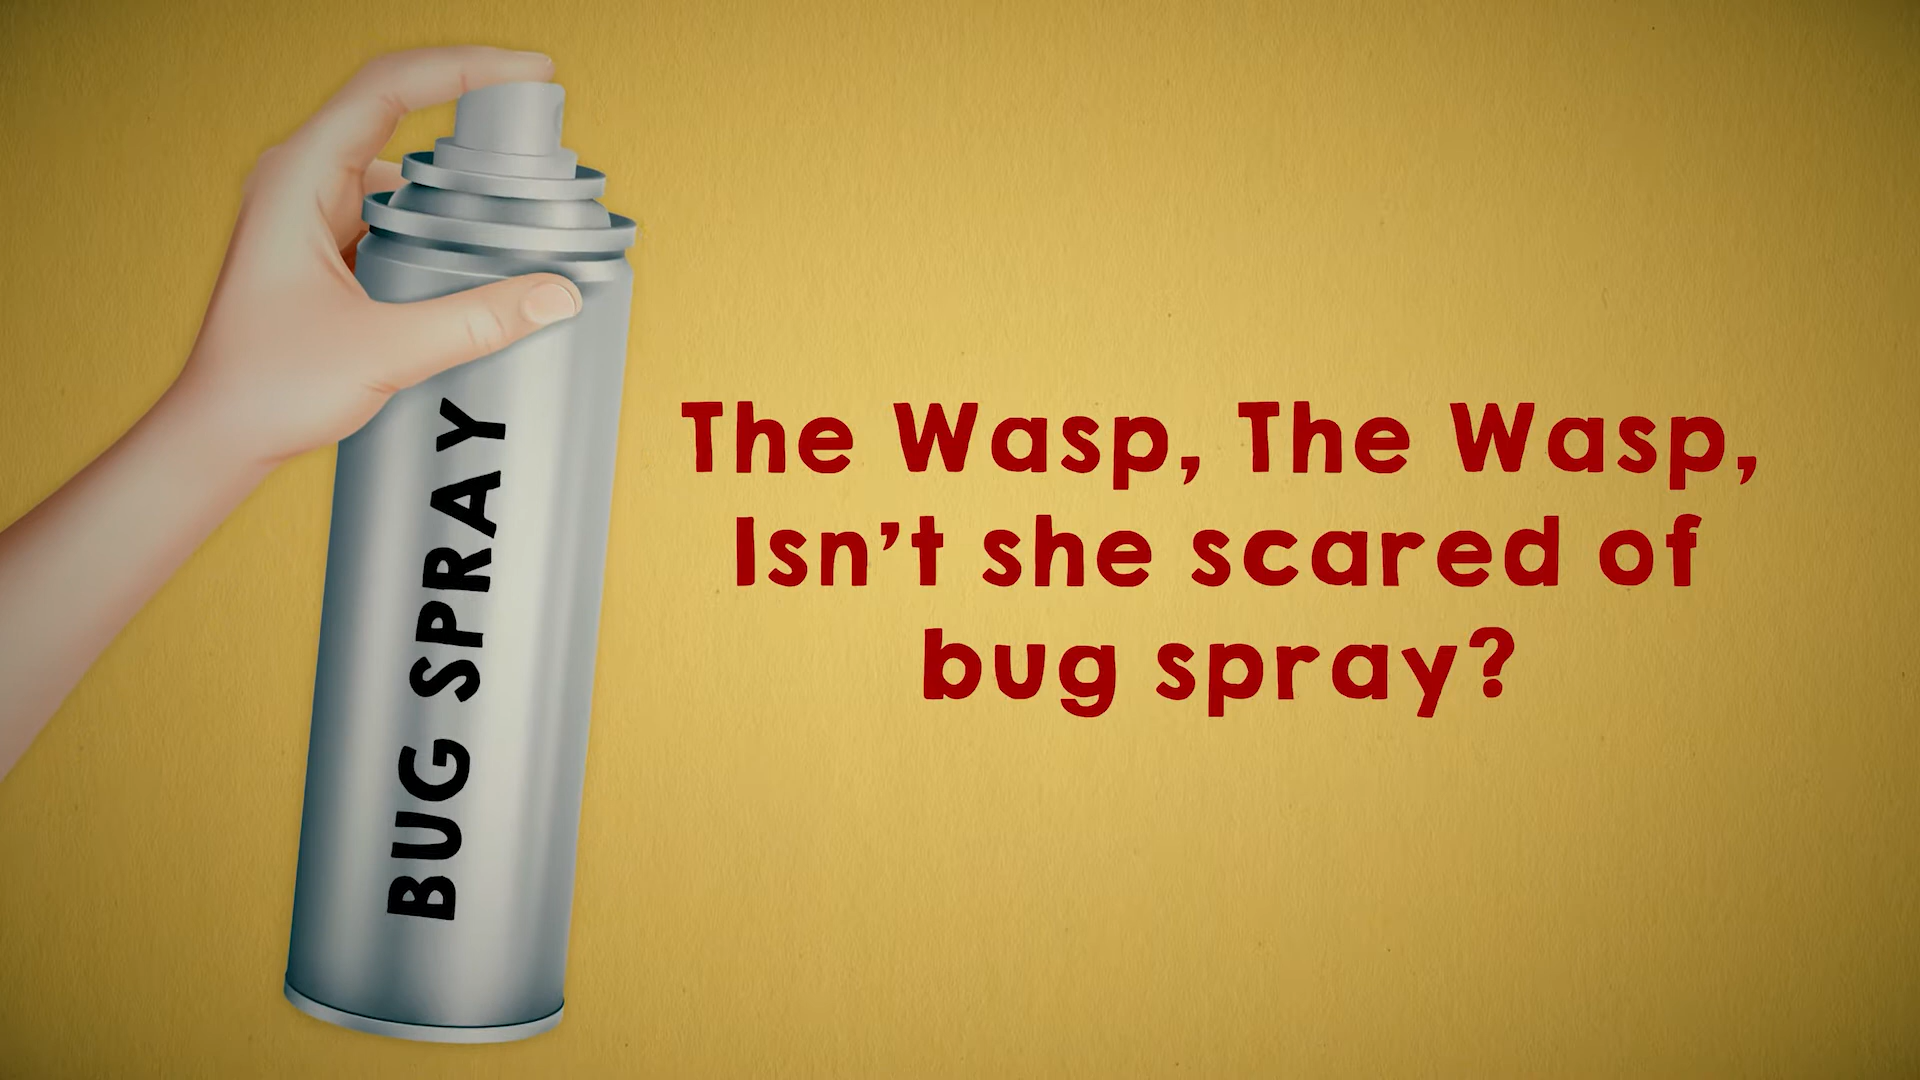 BUG SPRAY
The Wasp, The Wasp,
Isn't she scared of
bug spray?